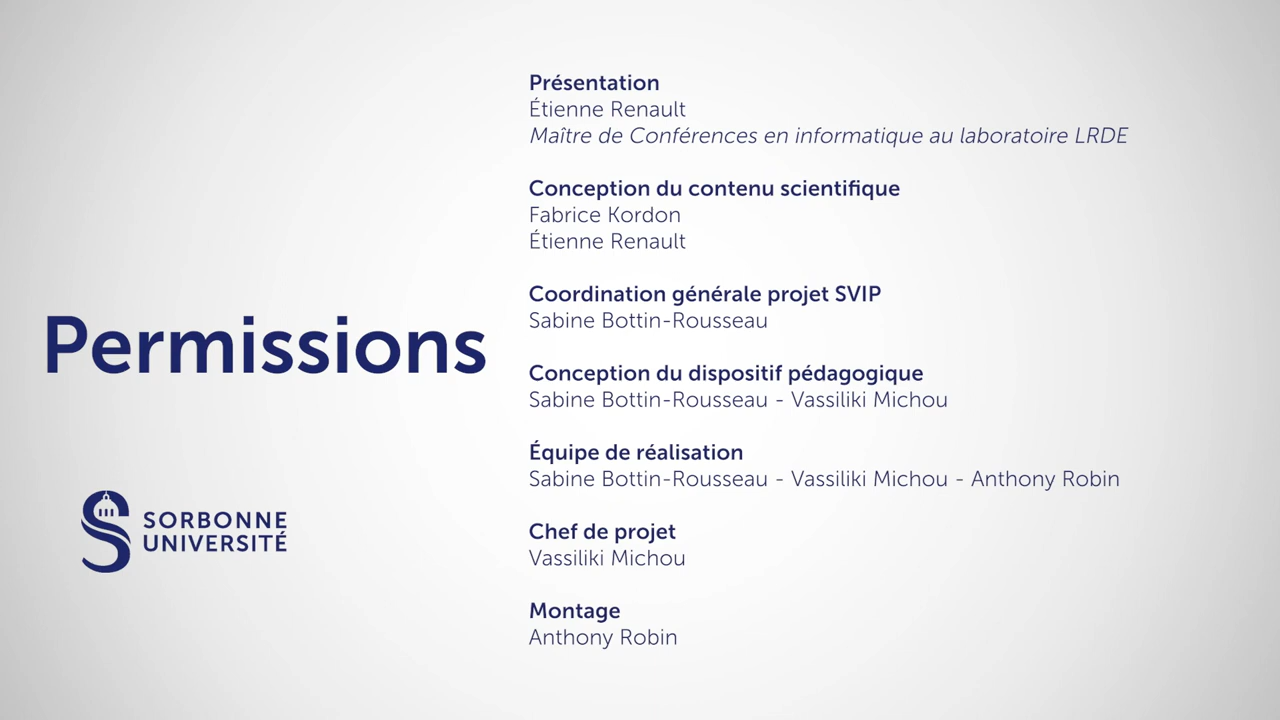 Permissions
SORBONNE
UNIVERSITÉ
Présentation
Étienne Renault
Maître de Conférences en informatique au laboratoire LRDE
Conception du contenu scientifique
Fabrice Kordon
Étienne Renault
Coordination générale projet SVIP
Sabine Bottin-Rousseau
Conception du dispositif pédagogique
Sabine Bottin-Rousseau - Vassiliki Michou
Équipe de réalisation
Sabine Bottin-Rousseau - Vassiliki Michou - Anthony Robin
Chef de projet
Vassiliki Michou
Montage
Anthony Robin